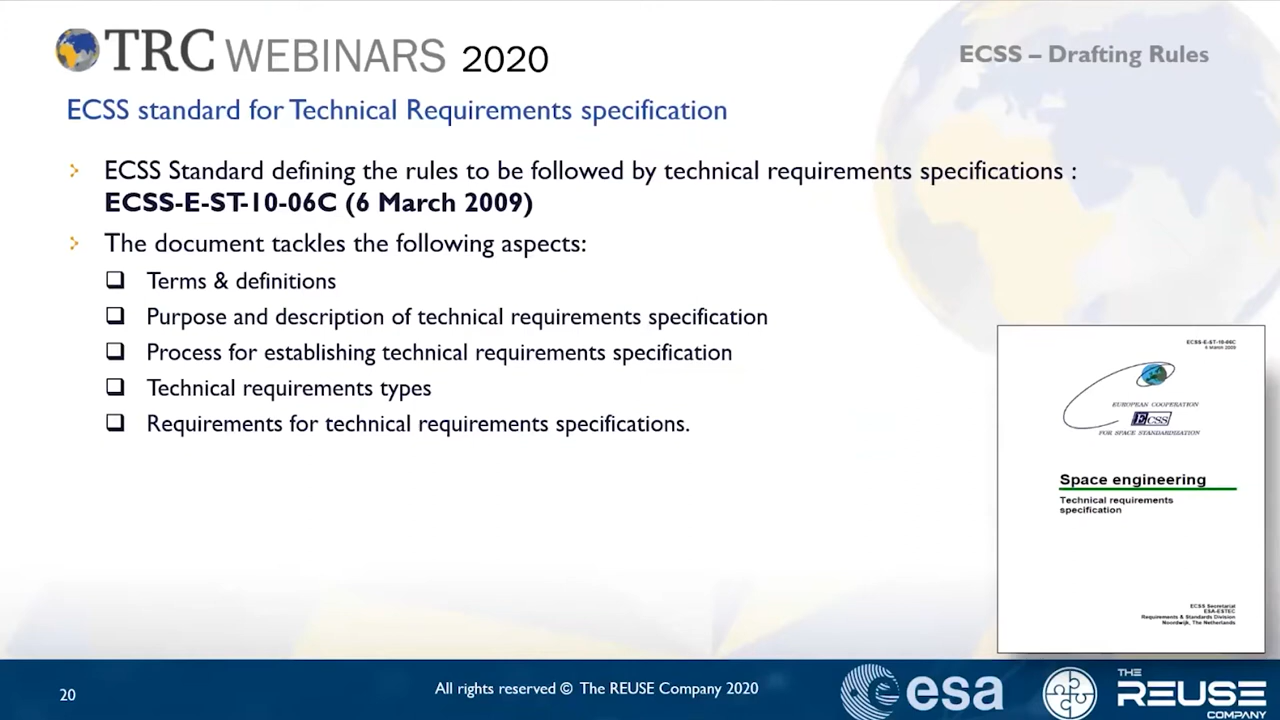 TRC WEBINARS 2020
ECSS – Drafting Rules
ECSS standard for Technical Requirements specification
ECSS Standard defining the rules to be followed by technical requirements specifications :
ECSS-E-ST-10-06C (6 March 2009)
The document tackles the following aspects:
Terms & definitions
Purpose and description of technical requirements specification
Process for establishing technical requirements specification
Technical requirements types
Requirements for technical requirements specifications.
ECSS-E-ST-10-06C
6 March 2009
EUROPEAN COOPERATION
ECSS
FOR SPACE STANDARDIZATION
Space engineering
Technical requirements
specification
ECSS Secretariat
ESA-ESTEC
Requirements & Standards Division
Noordwijk, The Netherlands
20
All rights reserved © The REUSE Company 2020
esa
THE
REUSE
COMPANY